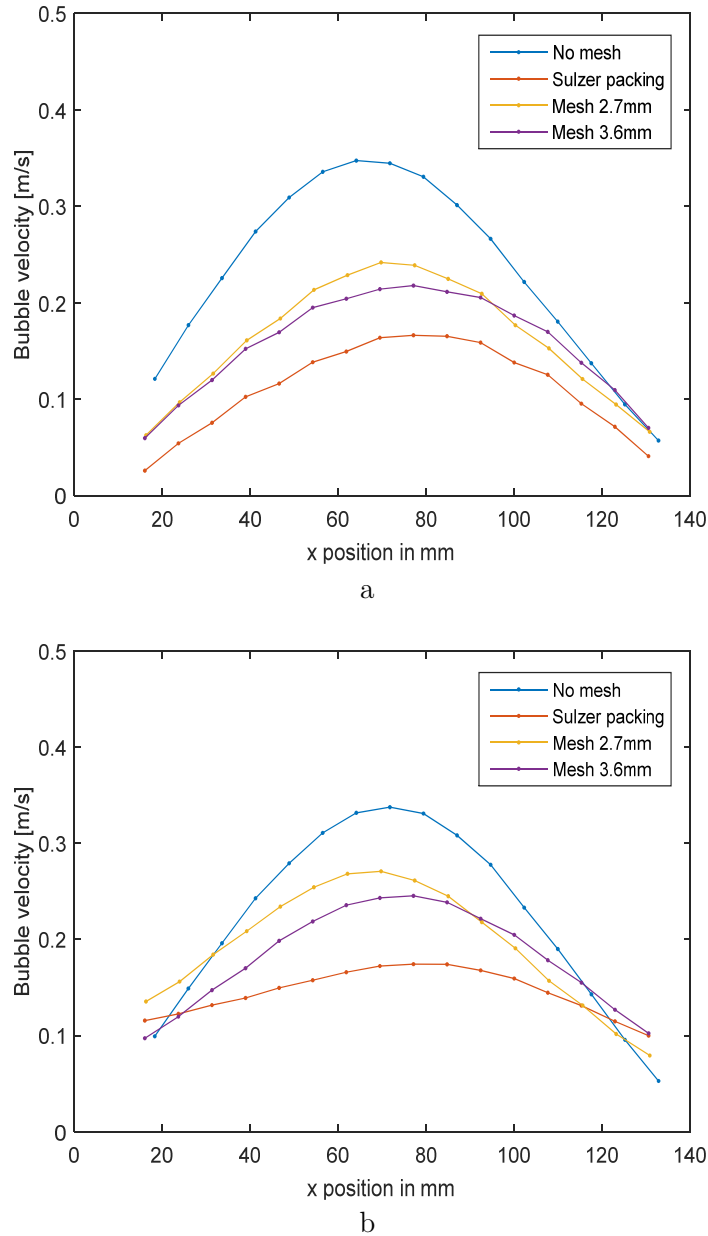 0.5
0.4
0.3
0.2
0.1
0
Bubble velocity [m/s]
No mesh
Sulzer packing
Mesh 2.7mm
Mesh 3.6mm
0 20 40 60 80 100 120 140
x position in mm
a
0.5
0.4
0.3
0.2
0.1
0
Bubble velocity [m/s]
No mesh
Sulzer packing
Mesh 2.7mm
Mesh 3.6mm
0 20 40 60 80 100 120 140
x position in mm
b